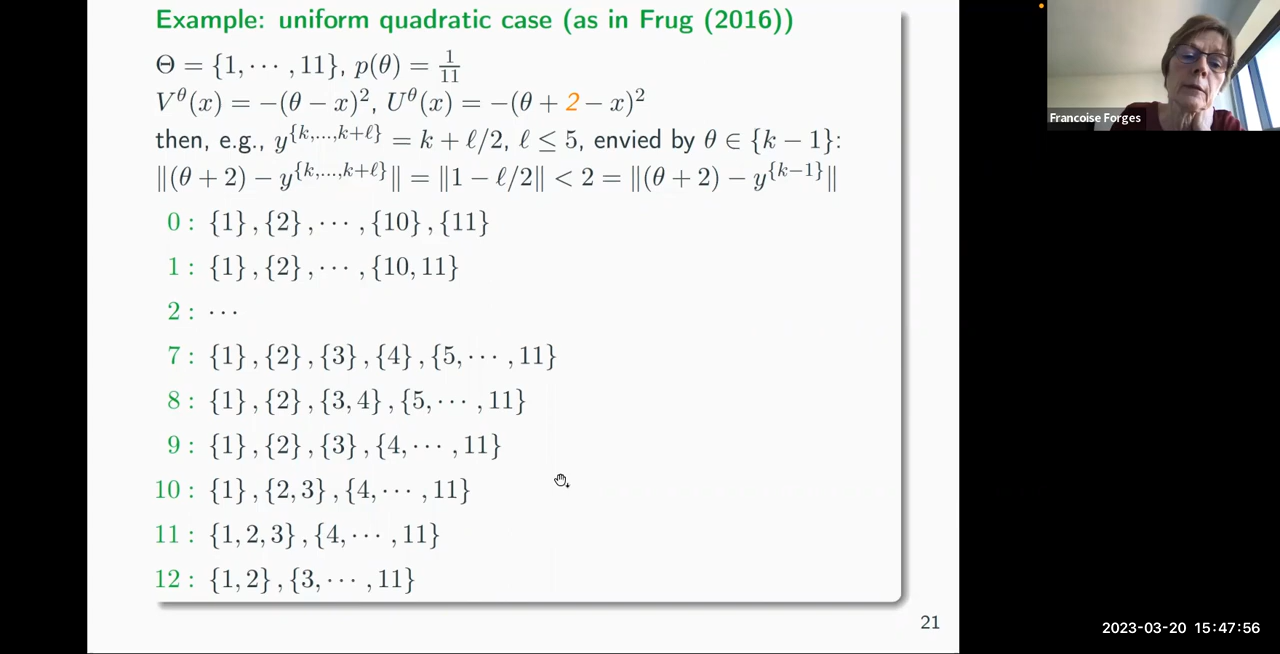 Example: uniform quadratic case (as in Frug (2016))
Θ = {1, ⋯ , 11}, p(θ) = 1/11
V^θ(x) = −(θ − x)², U^θ(x) = −(θ + 2 − x)²
then, e.g., y^{k,...,k+ℓ} = k + ℓ/2, ℓ ≤ 5, envied by θ ∈ {k − 1}:
‖(θ + 2) − y^{k,...,k+ℓ}‖ = ‖1 − ℓ/2‖ < 2 = ‖(θ + 2) − y^{k−1}‖
0 : {1} , {2} , ⋯ , {10} , {11}
1 : {1} , {2} , ⋯ , {10, 11}
2 : ⋯
7 : {1} , {2} , {3} , {4} , {5, ⋯ , 11}
8 : {1} , {2} , {3, 4} , {5, ⋯ , 11}
9 : {1} , {2} , {3} , {4, ⋯ , 11}
10 : {1} , {2, 3} , {4, ⋯ , 11}
11 : {1, 2, 3} , {4, ⋯ , 11}
12 : {1, 2} , {3, ⋯ , 11}
21
Francoise Forges
2023-03-20 15:47:56